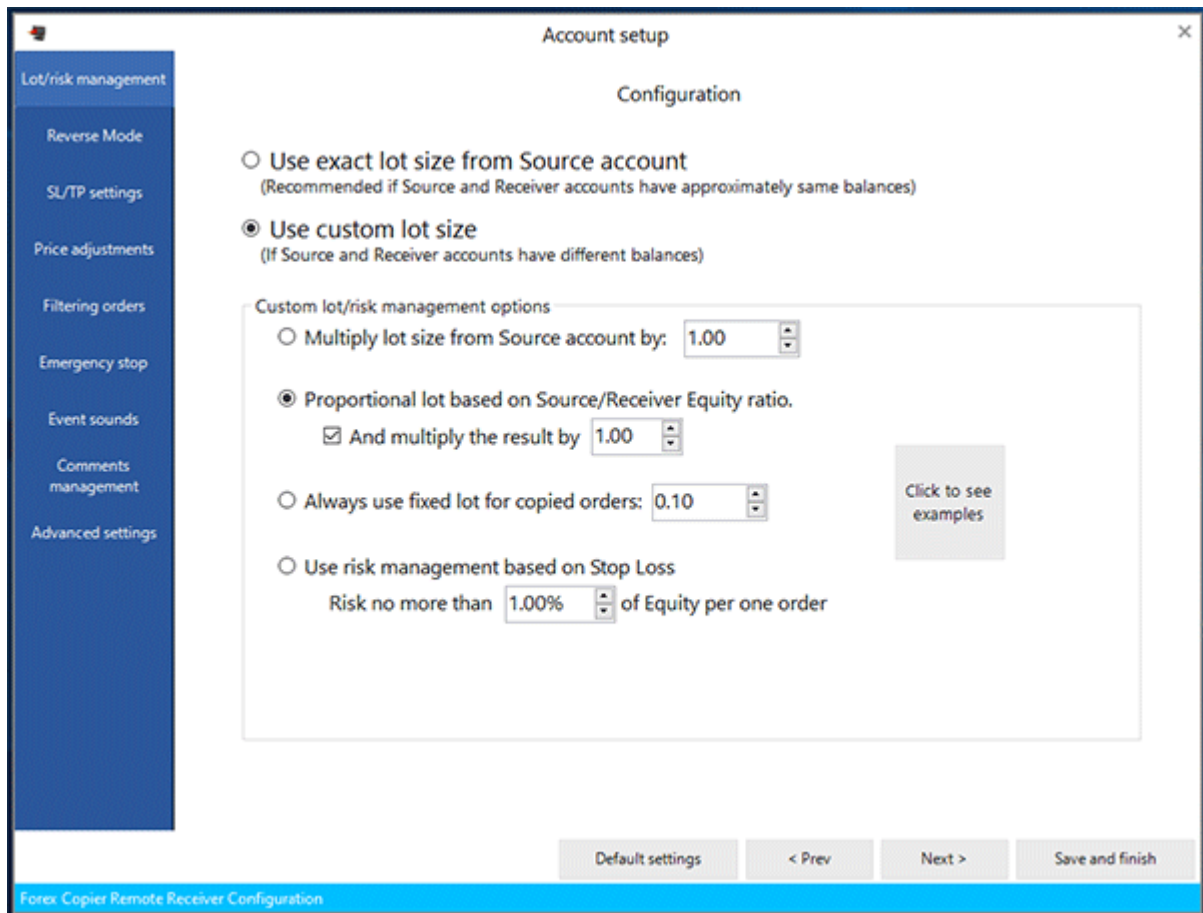 Account setup
Lot/risk management
Reverse Mode
SL/TP settings
Price adjustments
Filtering orders
Emergency stop
Event sounds
Comments
management
Advanced settings
Configuration
Use exact lot size from Source account
(Recommended if Source and Receiver accounts have approximately same balances)
Use custom lot size
(If Source and Receiver accounts have different balances)
Custom lot/risk management options
Multiply lot size from Source account by: 1.00
Proportional lot based on Source/Receiver Equity ratio.
And multiply the result by 1.00
Always use fixed lot for copied orders: 0.10
Click to see
examples
Use risk management based on Stop Loss
Risk no more than 1.00% of Equity per one order
Default settings < Prev Next > Save and finish
Forex Copier Remote Receiver Configuration